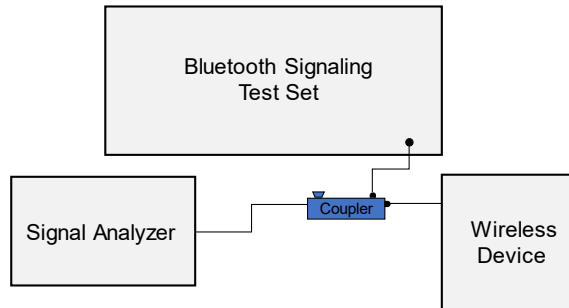 Bluetooth Signaling
Test Set
Signal Analyzer
Coupler
Wireless
Device